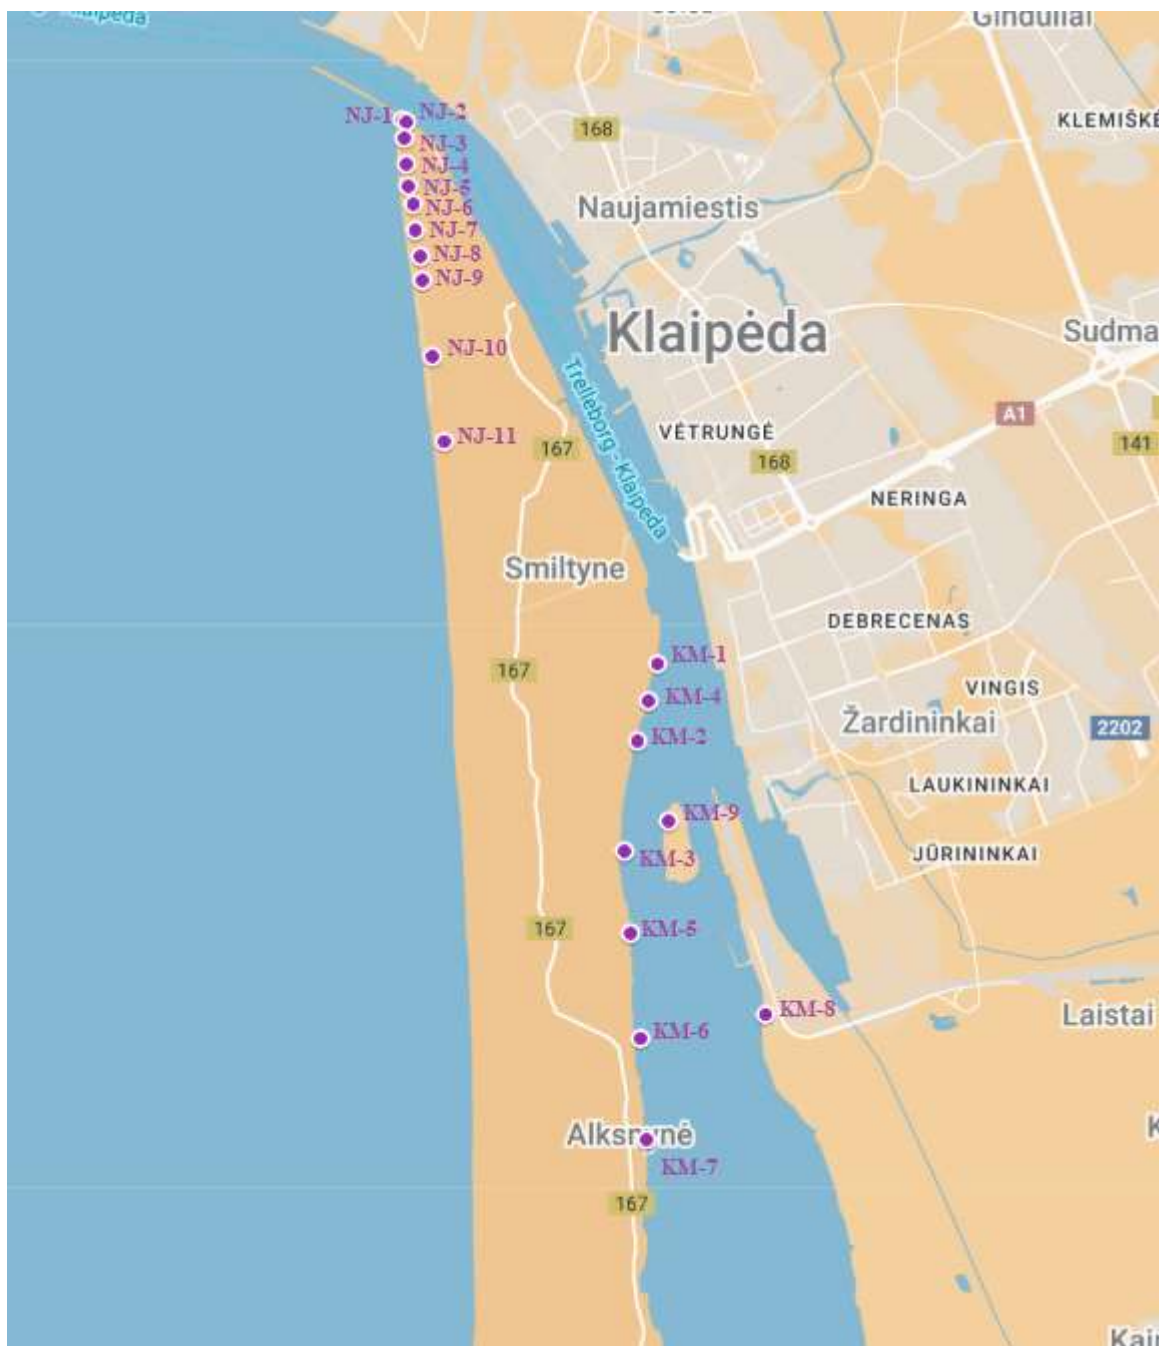 Klaipėda
Ginduliai
NJ-1
NJ-2
KLEMIŠKĖ
168
NJ-3
NJ-4
NJ-5
NJ-6
Naujamiestis
NJ-7
NJ-8
NJ-9
Klaipėda
Sudma
NJ-10
Trelleborg - Klaipeda
A1
VĖTRUNGĖ
NJ-11
167
168
141
NERINGA
Smiltyne
DEBRECENAS
KM-1
167
VINGIS
KM-4
Žardininkai
2202
KM-2
LAUKININKAI
KM-9
KM-3
JŪRININKAI
167
KM-5
KM-8
Laistai
KM-6
Alksnynė
K
KM-7
167
Kair